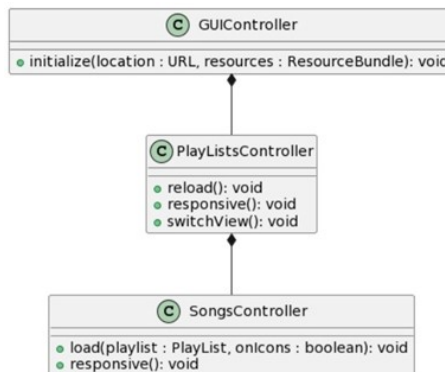 C GUIController
initialize(location : URL, resources : ResourceBundle): void
C PlayListsController
reload(): void
responsive(): void
switchView(): void
C SongsController
load(playlist : PlayList, onIcons : boolean): void
responsive(): void